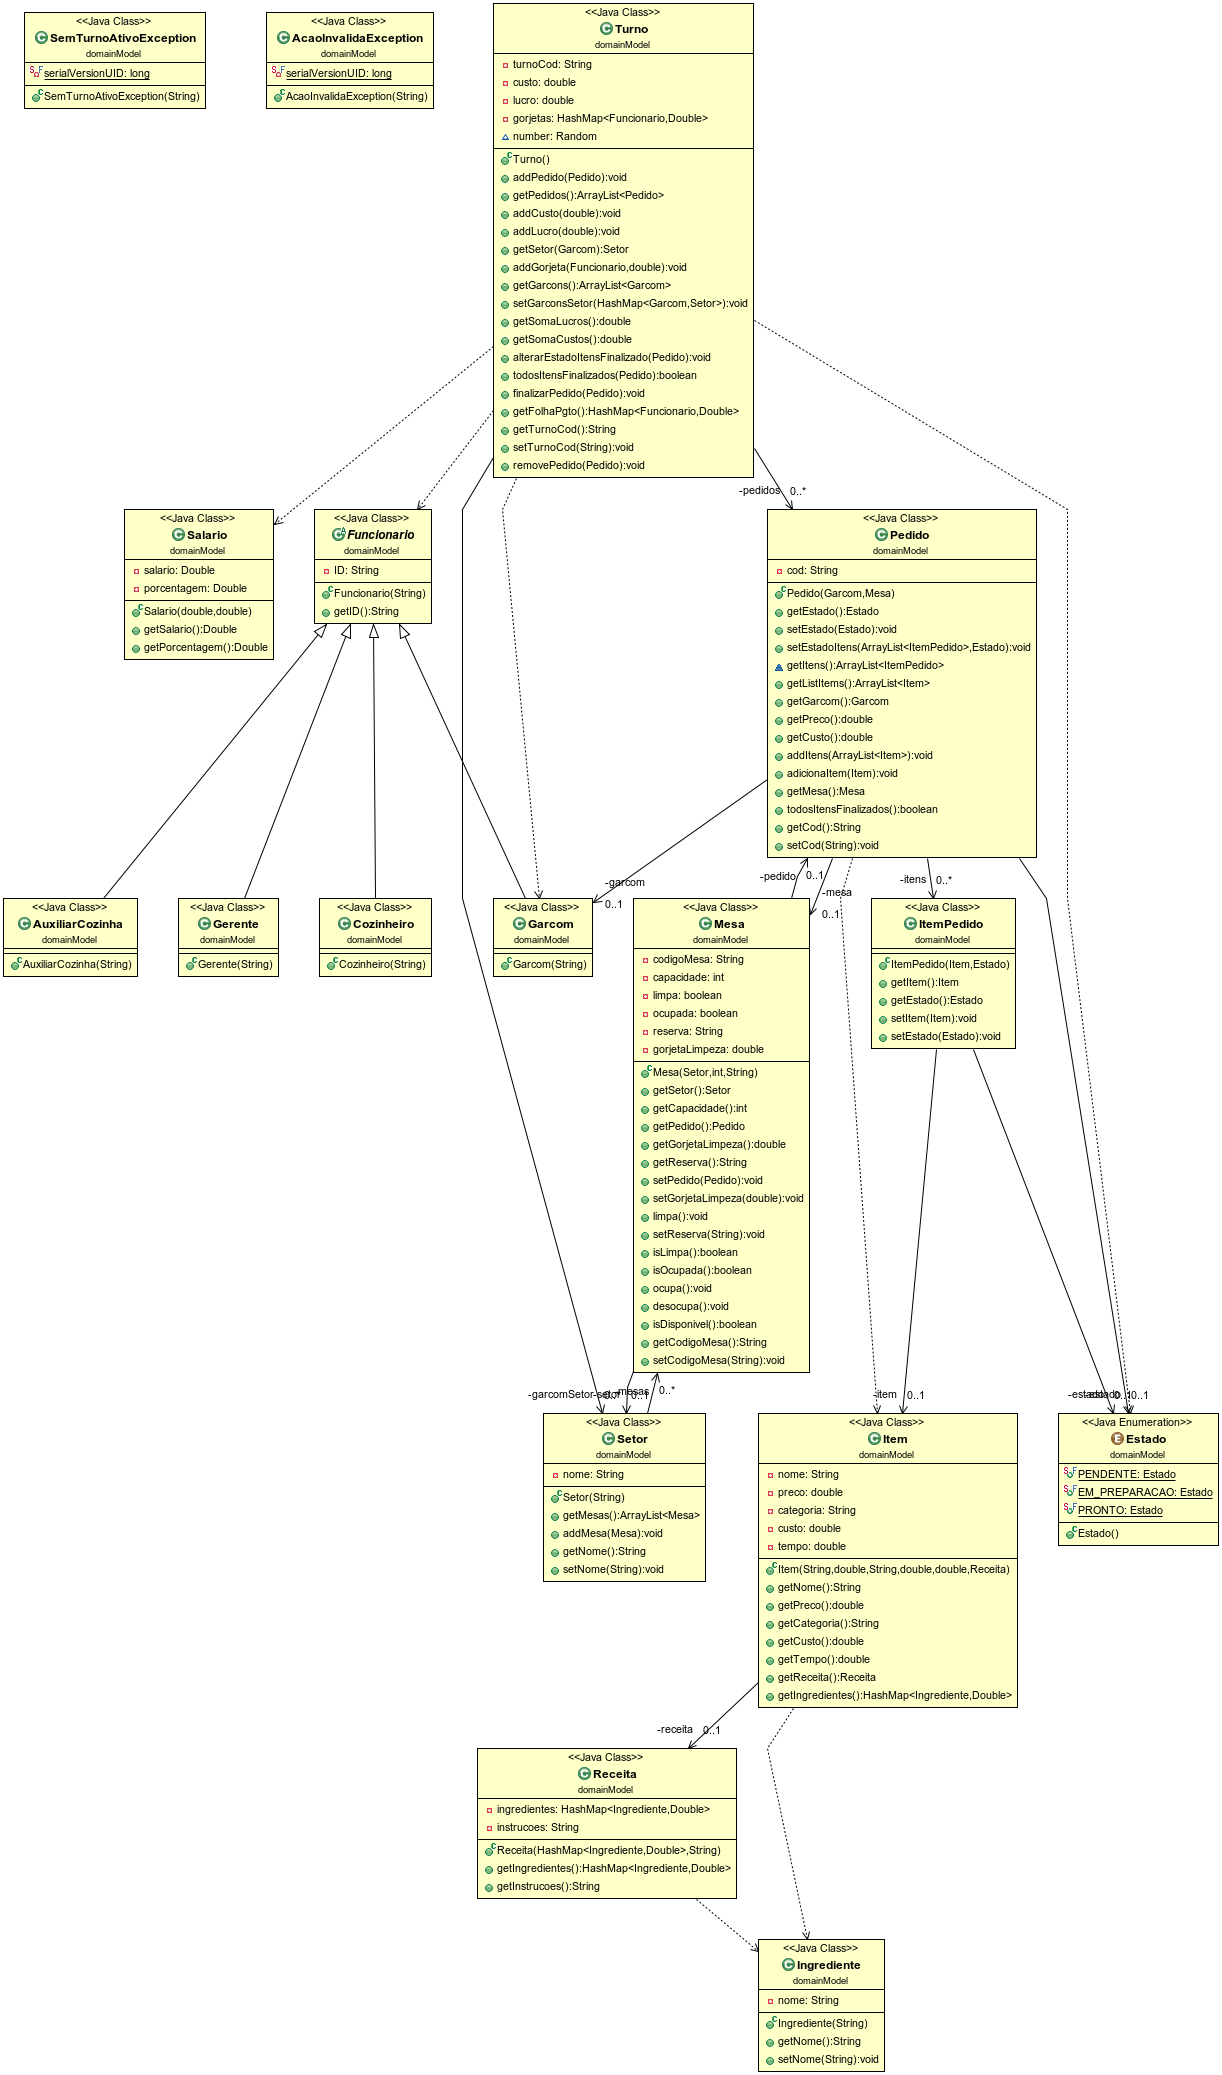 <<Java Class>>
SemTurnoAtivoException
domainModel
serialVersionUID: long
SemTurnoAtivoException(String)
<<Java Class>>
AcaoInvalidaException
domainModel
serialVersionUID: long
AcaoInvalidaException(String)
<<Java Class>>
Turno
domainModel
turnoCod: String
custo: double
lucro: double
gorjetas: HashMap<Funcionario,Double>
number: Random
Turno()
addPedido(Pedido):void
getPedidos():ArrayList<Pedido>
addCusto(double):void
addLucro(double):void
getSetor(Garcom):Setor
addGorjeta(Funcionario,double):void
getGarcons():ArrayList<Garcom>
setGarconsSetor(HashMap<Garcom,Setor>):void
getSomaLucros():double
getSomaCustos():double
alterarEstadoItensFinalizado(Pedido):void
todosItensFinalizados(Pedido):boolean
finalizarPedido(Pedido):void
getFolhaPgto():HashMap<Funcionario,Double>
getTurnoCod():String
setTurnoCod(String):void
removePedido(Pedido):void
-pedidos 0..*
<<Java Class>>
Salario
domainModel
salario: Double
porcentagem: Double
Salario(double,double)
getSalario():Double
getPorcentagem():Double
<<Java Class>>
Funcionario
domainModel
ID: String
Funcionario(String)
getID():String
<<Java Class>>
Pedido
domainModel
cod: String
Pedido(Garcom,Mesa)
getEstado():Estado
setEstado(Estado):void
setEstadoItens(ArrayList<ItemPedido>,Estado):void
getItens():ArrayList<ItemPedido>
getListItems():ArrayList<Item>
getGarcom():Garcom
getPreco():double
getCusto():double
addItens(ArrayList<Item>):void
adicionaItem(Item):void
getMesa():Mesa
todosItensFinalizados():boolean
getCod():String
setCod(String):void
-garcom
0..1
-pedido 0..1
-mesa
0..1
-itens 0..*
<<Java Class>>
AuxiliarCozinha
domainModel
AuxiliarCozinha(String)
<<Java Class>>
Gerente
domainModel
Gerente(String)
<<Java Class>>
Cozinheiro
domainModel
Cozinheiro(String)
<<Java Class>>
Garcom
domainModel
Garcom(String)
<<Java Class>>
Mesa
domainModel
codigoMesa: String
capacidade: int
limpa: boolean
ocupada: boolean
reserva: String
gorjetaLimpeza: double
Mesa(Setor,int,String)
getSetor():Setor
getCapacidade():int
getPedido():Pedido
getGorjetaLimpeza():double
getReserva():String
setPedido(Pedido):void
setGorjetaLimpeza(double):void
limpa():void
setReserva(String):void
isLimpa():boolean
isOcupada():boolean
ocupa():void
desocupa():void
isDisponivel():boolean
getCodigoMesa():String
setCodigoMesa(String):void
<<Java Class>>
ItemPedido
domainModel
ItemPedido(Item,Estado)
getItem():Item
getEstado():Estado
setItem(Item):void
setEstado(Estado):void
-garcomSetor
-setor
0..*
0..1
-mesas 0..*
-item 0..1
-estado
-estado
0..1
0..1
<<Java Class>>
Setor
domainModel
nome: String
Setor(String)
getMesas():ArrayList<Mesa>
addMesa(Mesa):void
getNome():String
setNome(String):void
<<Java Class>>
Item
domainModel
nome: String
preco: double
categoria: String
custo: double
tempo: double
Item(String,double,String,double,double,Receita)
getNome():String
getPreco():double
getCategoria():String
getCusto():double
getTempo():double
getReceita():Receita
getIngredientes():HashMap<Ingrediente,Double>
<<Java Enumeration>>
Estado
domainModel
PENDENTE: Estado
EM_PREPARACAO: Estado
PRONTO: Estado
Estado()
-receita 0..1
<<Java Class>>
Receita
domainModel
ingredientes: HashMap<Ingrediente,Double>
instrucoes: String
Receita(HashMap<Ingrediente,Double>,String)
getIngredientes():HashMap<Ingrediente,Double>
getInstrucoes():String
<<Java Class>>
Ingrediente
domainModel
nome: String
Ingrediente(String)
getNome():String
setNome(String):void